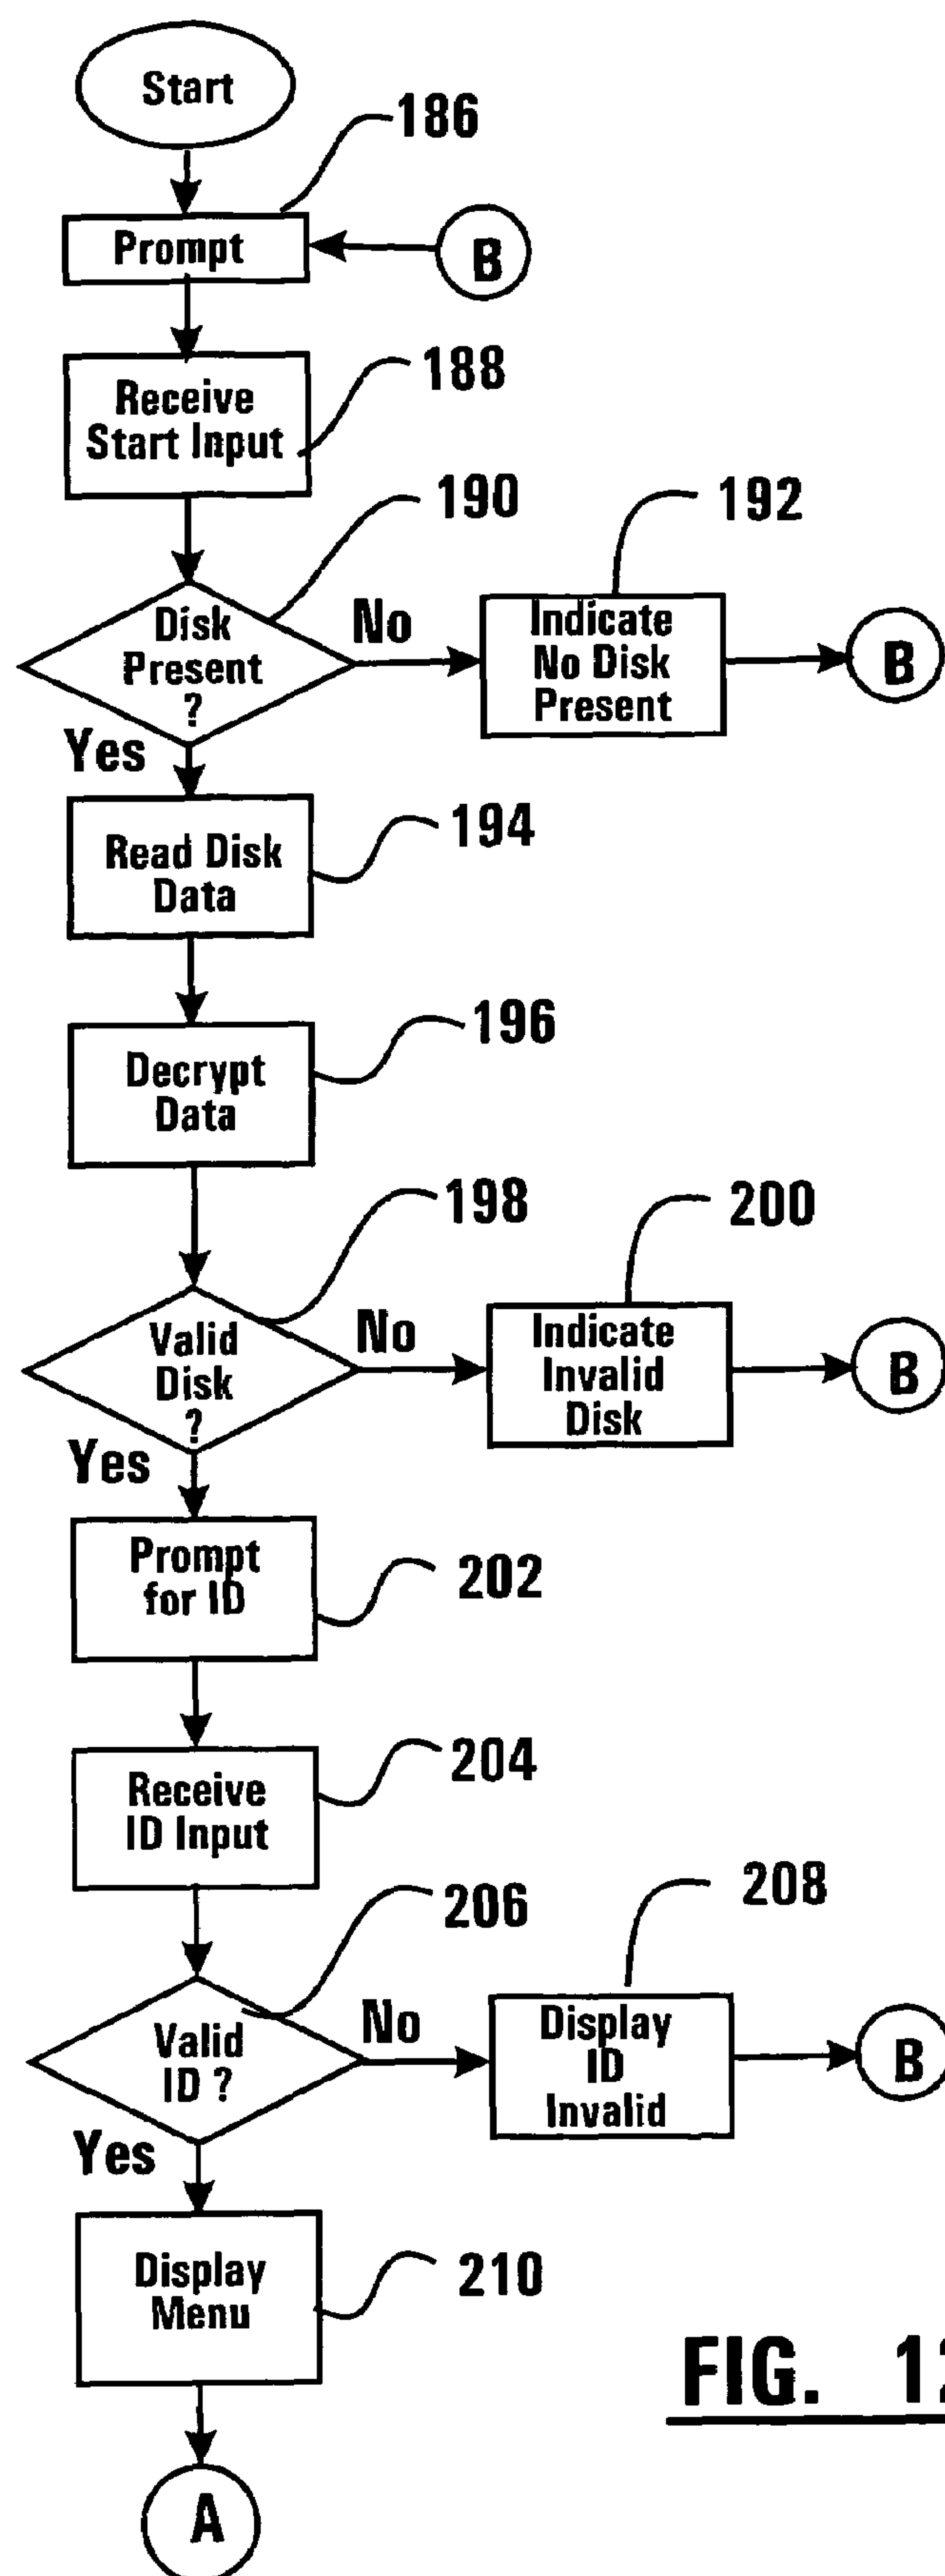 Start
186
Prompt
B
Receive
Start Input
188
190
Disk
Present
?
No
192
Indicate
No Disk
Present
B
Yes
Read Disk
Data
194
Decrypt
Data
196
198
Valid
Disk
?
No
200
Indicate
Invalid
Disk
B
Yes
Prompt
for ID
202
Receive
ID Input
204
206
Valid
ID ?
No
208
Display
ID
Invalid
B
Yes
Display
Menu
210
FIG. 12
A